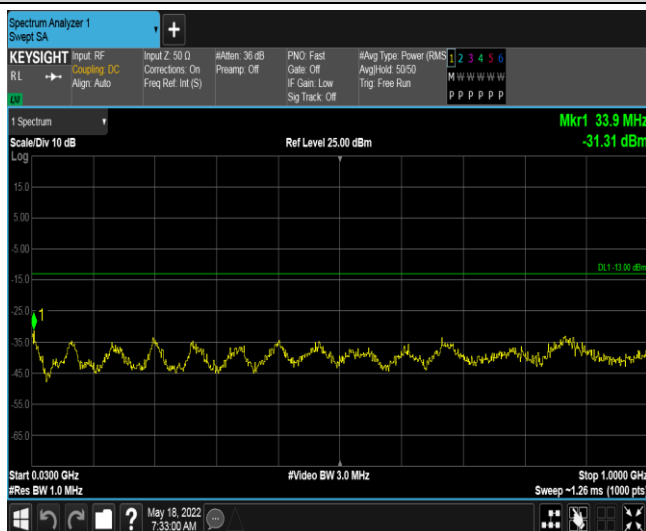 Spectrum Analyzer 1
Swept SA
+
KEYSIGHT
RL
Input: RF
Coupling: DC
Align: Auto
Input Z: 50 Ω
Corrections: On
Freq Ref: Int (S)
#Atten: 36 dB
Preamp: Off
PNO: Fast
Gate: Off
IF Gain: Low
Sig Track: Off
#Avg Type: Power (RMS
Avg|Hold: 50/50
Trig: Free Run
1 2 3 4 5 6
M W W W W W
P P P P P P
1 Spectrum
Scale/Div 10 dB
Log
Ref Level 25.00 dBm
Mkr1 33.9 MHz
-31.31 dBm
15.0
5.00
-5.00
-15.0
-25.0
-35.0
-45.0
-55.0
-65.0
DL1 -13.00 dBm
1
Start 0.0300 GHz
#Res BW 1.0 MHz
#Video BW 3.0 MHz
Stop 1.0000 GHz
Sweep ~1.26 ms (1000 pts)
?
May 18, 2022
7:33:00 AM